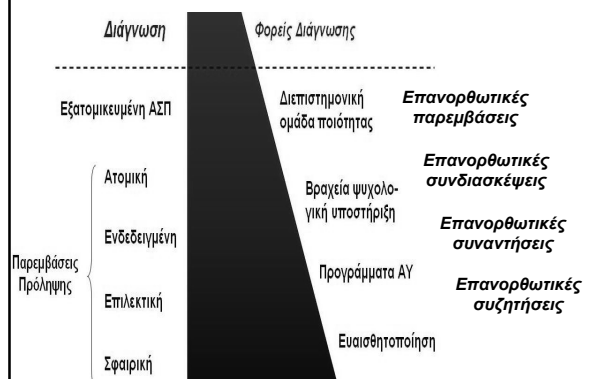 Διάγνωση
Φορείς Διάγνωσης
Εξατομικευμένη ΑΣΠ
Διεπιστημονική
ομάδα ποιότητας
Επανορθωτικές
παρεμβάσεις
Παρεμβάσεις
Πρόληψης
Ατομική
Βραχεία ψυχολο-
γική υποστήριξη
Επανορθωτικές
συνδιασκέψεις
Ενδεδειγμένη
Επανορθωτικές
συναντήσεις
Επιλεκτική
Προγράμματα ΑΥ
Επανορθωτικές
συζητήσεις
Σφαιρική
Ευαισθητοποίηση